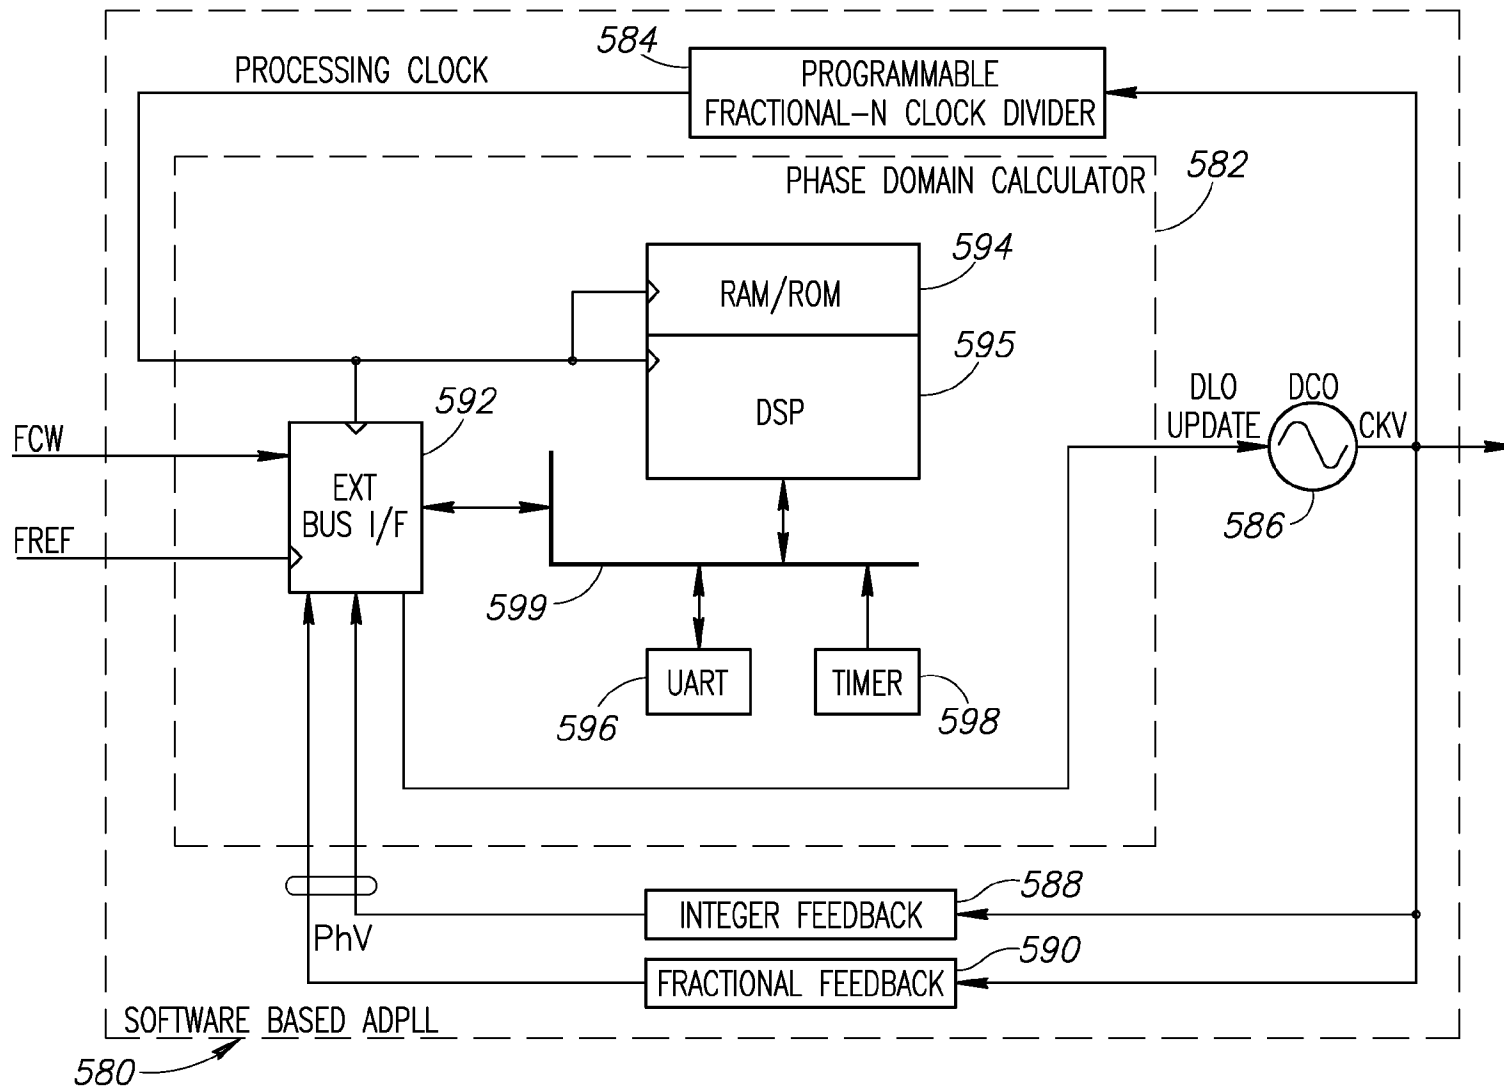 584
PROCESSING CLOCK
PROGRAMMABLE
FRACTIONAL-N CLOCK DIVIDER
PHASE DOMAIN CALCULATOR
582
594
RAM/ROM
595
DSP
592
FCW
EXT
BUS I/F
FREF
DLO
UPDATE
DCO
CKV
586
599
UART
TIMER
596
598
588
INTEGER FEEDBACK
PhV
590
FRACTIONAL FEEDBACK
SOFTWARE BASED ADPLL
580